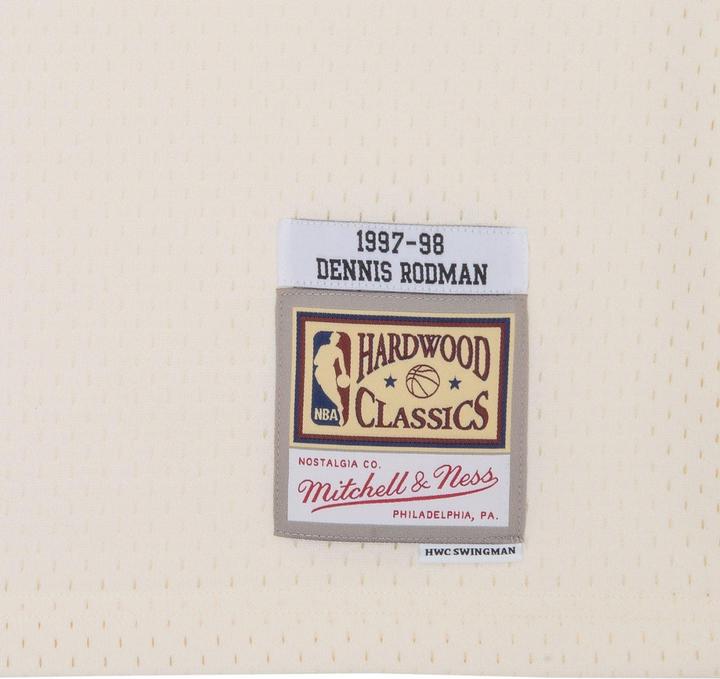 1997-98
DENNIS RODMAN
HARDWOOD
CLASSICS
NBA
NOSTALGIA CO.
Mitchell & Ness
PHILADELPHIA, PA.
HWC SWINGMAN